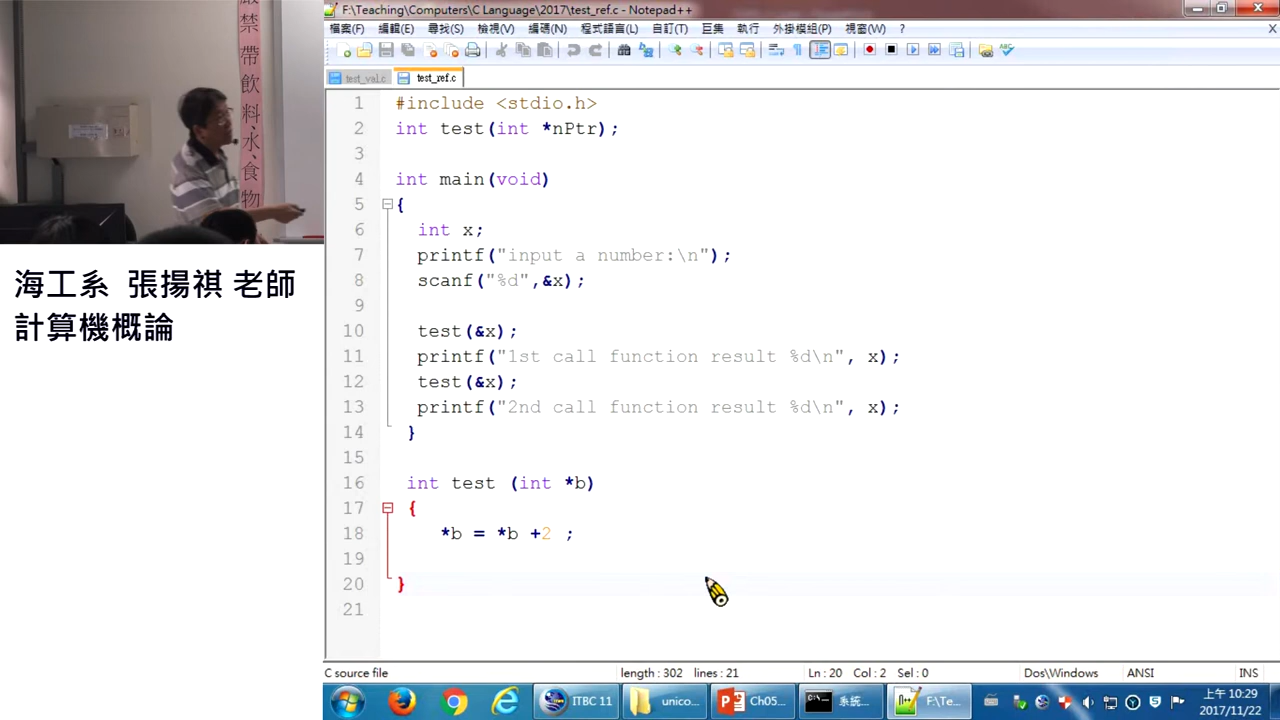 嚴禁帶飲料、水、食物
海工系 張揚祺 老師
計算機概論
F:\Teaching\Computers\C Language\2017\test_ref.c - Notepad++
檔案(F) 編輯(E) 尋找(S) 檢視(V) 編碼(N) 程式語言(L) 自訂(T) 巨集 執行 外掛模組(P) 視窗(W) ? X
test_val.c test_ref.c
1 #include <stdio.h>
2 int test(int *nPtr);
3
4 int main(void)
5 {
6 int x;
7 printf("input a number:\n");
8 scanf("%d",&x);
9
10 test(&x);
11 printf("1st call function result %d\n", x);
12 test(&x);
13 printf("2nd call function result %d\n", x);
14 }
15
16 int test (int *b)
17 {
18 *b = *b +2 ;
19
20 }
21
C source file length : 302 lines : 21 Ln : 20 Col : 2 Sel : 0 Dos\Windows ANSI INS
ITBC 11 unico... Ch05... 系統... F:\Te... 上午 10:29
2017/11/22